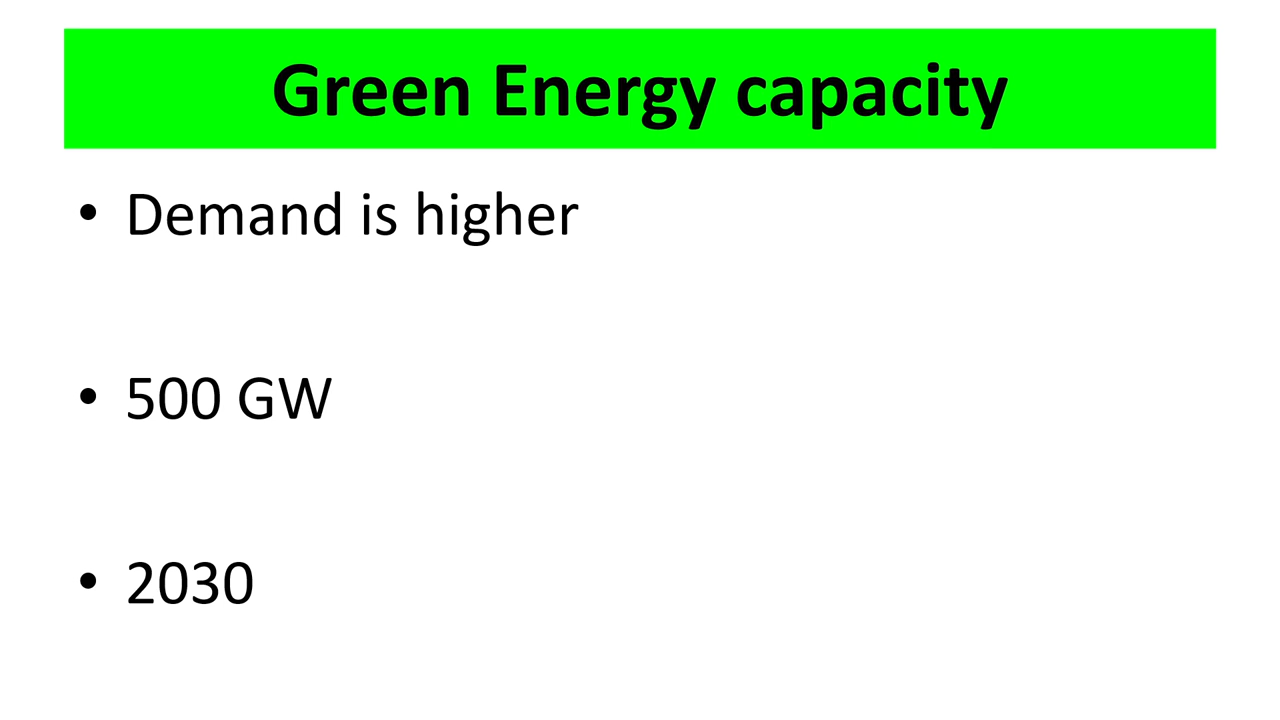 Green Energy capacity
• Demand is higher
• 500 GW
• 2030